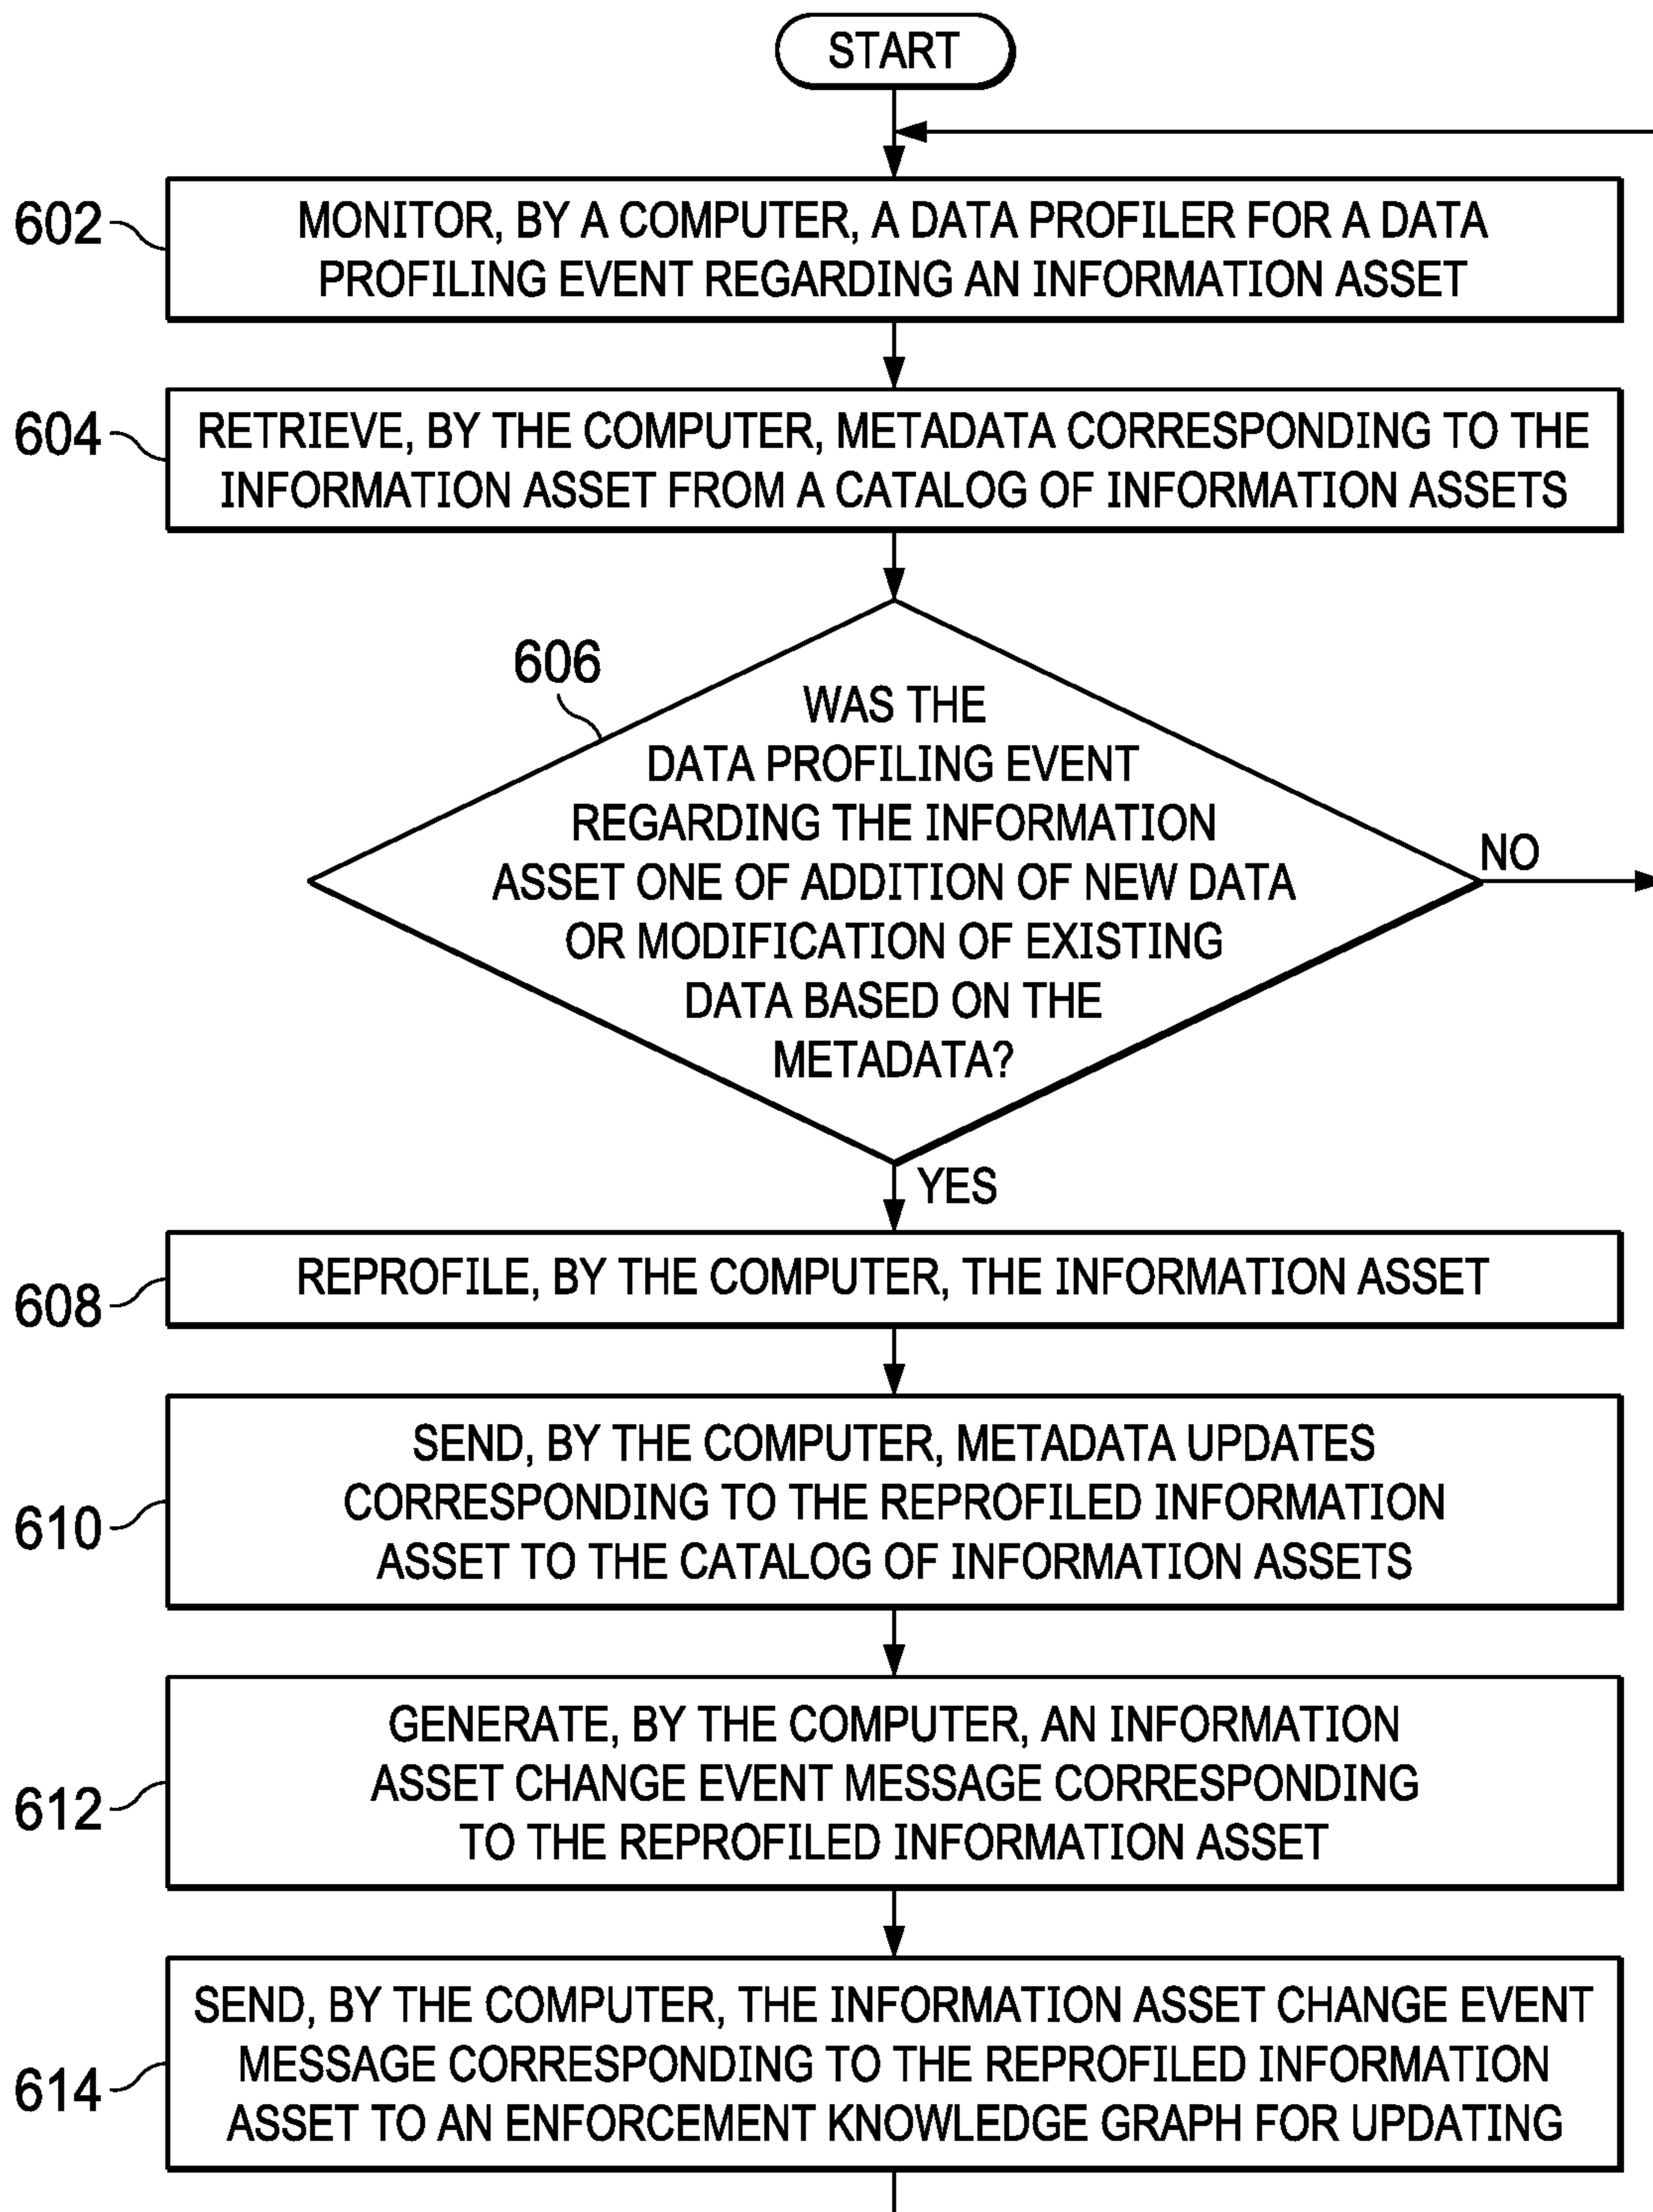 START
602
MONITOR, BY A COMPUTER, A DATA PROFILER FOR A DATA
PROFILING EVENT REGARDING AN INFORMATION ASSET
604
RETRIEVE, BY THE COMPUTER, METADATA CORRESPONDING TO THE
INFORMATION ASSET FROM A CATALOG OF INFORMATION ASSETS
606
WAS THE
DATA PROFILING EVENT
REGARDING THE INFORMATION
ASSET ONE OF ADDITION OF NEW DATA
OR MODIFICATION OF EXISTING
DATA BASED ON THE
METADATA?
NO
YES
608
REPROFILE, BY THE COMPUTER, THE INFORMATION ASSET
610
SEND, BY THE COMPUTER, METADATA UPDATES
CORRESPONDING TO THE REPROFILED INFORMATION
ASSET TO THE CATALOG OF INFORMATION ASSETS
612
GENERATE, BY THE COMPUTER, AN INFORMATION
ASSET CHANGE EVENT MESSAGE CORRESPONDING
TO THE REPROFILED INFORMATION ASSET
614
SEND, BY THE COMPUTER, THE INFORMATION ASSET CHANGE EVENT
MESSAGE CORRESPONDING TO THE REPROFILED INFORMATION
ASSET TO AN ENFORCEMENT KNOWLEDGE GRAPH FOR UPDATING